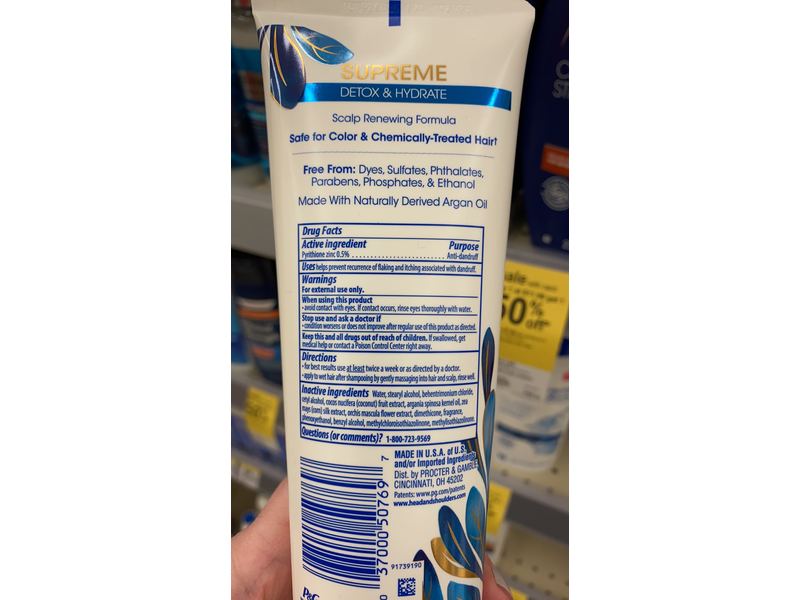 SUPREME
DETOX & HYDRATE
Scalp Renewing Formula
Safe for Color & Chemically-Treated Hair†
Free From: Dyes, Sulfates, Phthalates,
Parabens, Phosphates, & Ethanol
Made With Naturally Derived Argan Oil
Drug Facts
Active ingredient Purpose
Pyrithione zinc 0.5% ............................ Anti-dandruff
Uses helps prevent recurrence of flaking and itching associated with dandruff.
Warnings
For external use only.
When using this product
• avoid contact with eyes. If contact occurs, rinse eyes thoroughly with water.
Stop use and ask a doctor if
• condition worsens or does not improve after regular use of this product as directed.
Keep this and all drugs out of reach of children. If swallowed, get
medical help or contact a Poison Control Center right away.
Directions
• for best results use at least twice a week or as directed by a doctor.
• apply to wet hair after shampooing by gently massaging into hair and scalp, rinse well.
Inactive ingredients Water, stearyl alcohol, behentrimonium chloride,
cetyl alcohol, cocos nucifera (coconut) fruit extract, argania spinosa kernel oil, zea
mays (corn) silk extract, orchis mascula flower extract, dimethicone, fragrance,
phenoxyethanol, benzyl alcohol, methylchloroisothiazolinone, methylisothiazolinone.
Questions (or comments)? 1-800-723-9569
MADE IN U.S.A. of U.S.
and/or Imported Ingredients
Dist. by PROCTER & GAMBLE
CINCINNATI, OH 45202
Patents: www.pg.com/patents
www.headandshoulders.com
37000 50769 7
91739190
P&G
Sale
50%
off